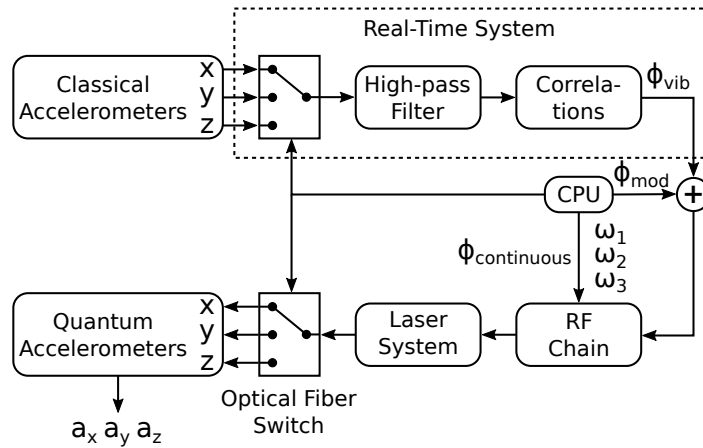 Real-Time System
Classical
Accelerometers
x
y
z
High-pass
Filter
Correla-
tions
ϕvib
CPU
ϕmod
+
ϕcontinuous
ω1
ω2
ω3
Quantum
Accelerometers
x
y
z
Optical Fiber
Switch
Laser
System
RF
Chain
ax ay az